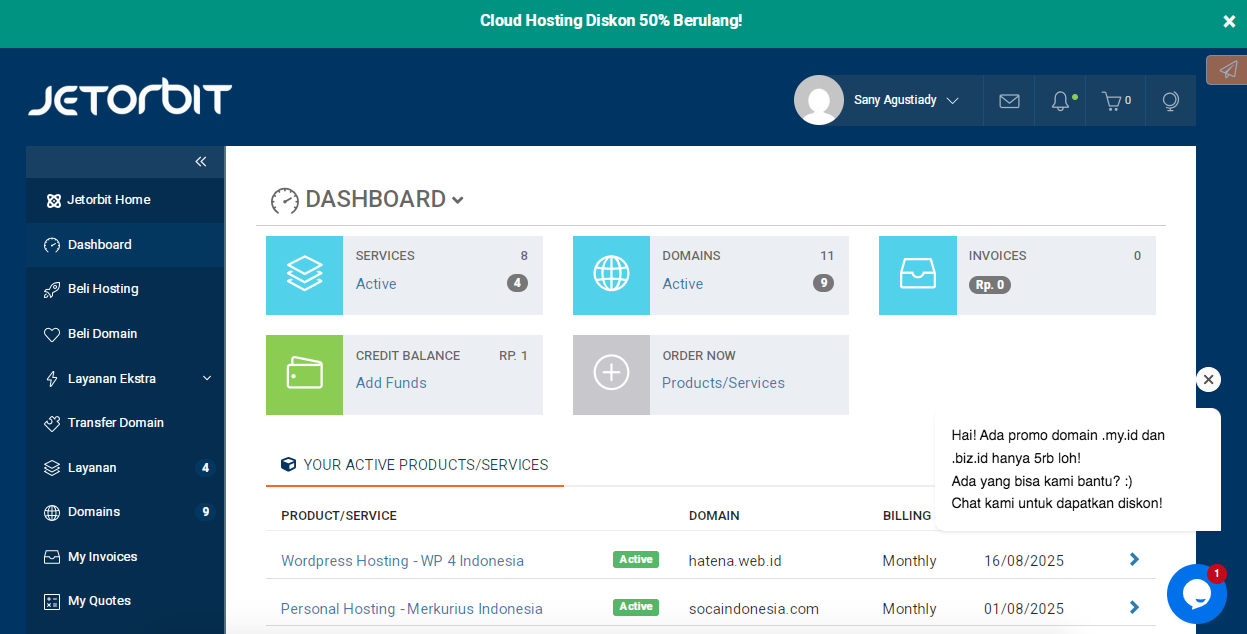 Cloud Hosting Diskon 50% Berulang!
JETORBIT
Sany Agustiady
0
Jetorbit Home
Dashboard
Beli Hosting
Beli Domain
Layanan Ekstra
Transfer Domain
Layanan 4
Domains 9
My Invoices
My Quotes
DASHBOARD
SERVICES 8
Active 4
DOMAINS 11
Active 9
INVOICES 0
Rp. 0
CREDIT BALANCE RP. 1
Add Funds
ORDER NOW
Products/Services
YOUR ACTIVE PRODUCTS/SERVICES
PRODUCT/SERVICE DOMAIN BILLING
Wordpress Hosting - WP 4 Indonesia Active hatena.web.id Monthly 16/08/2025
Personal Hosting - Merkurius Indonesia Active socaindonesia.com Monthly 01/08/2025
Hai! Ada promo domain .my.id dan
.biz.id hanya 5rb loh!
Ada yang bisa kami bantu? :)
Chat kami untuk dapatkan diskon!
1